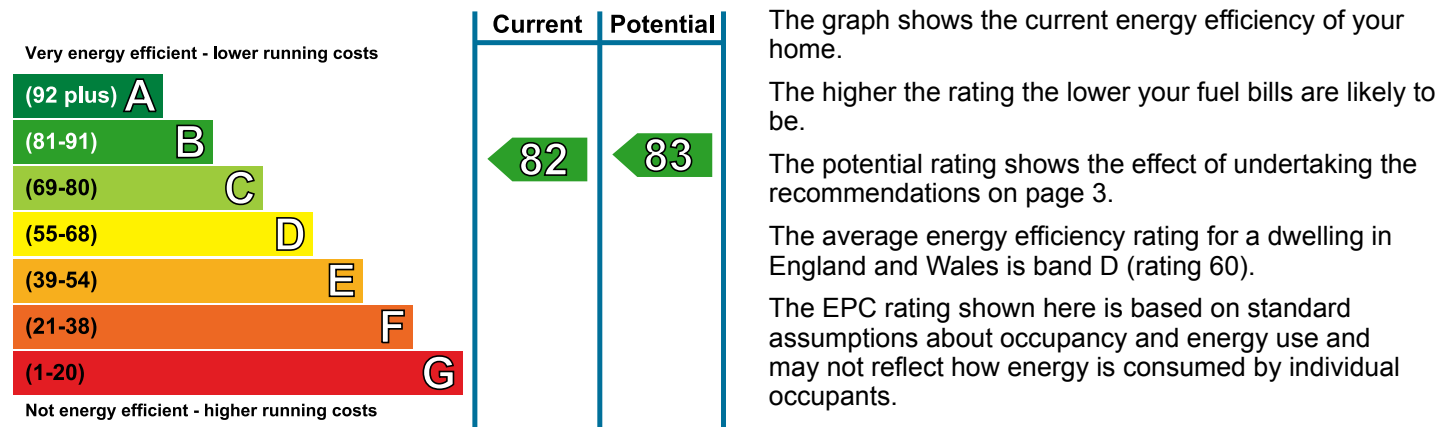 Current Potential
Very energy efficient - lower running costs
(92 plus) A
(81-91) B
(69-80) C
(55-68) D
(39-54) E
(21-38) F
(1-20) G
Not energy efficient - higher running costs
82 83
The graph shows the current energy efficiency of your
home.
The higher the rating the lower your fuel bills are likely to
be.
The potential rating shows the effect of undertaking the
recommendations on page 3.
The average energy efficiency rating for a dwelling in
England and Wales is band D (rating 60).
The EPC rating shown here is based on standard
assumptions about occupancy and energy use and
may not reflect how energy is consumed by individual
occupants.